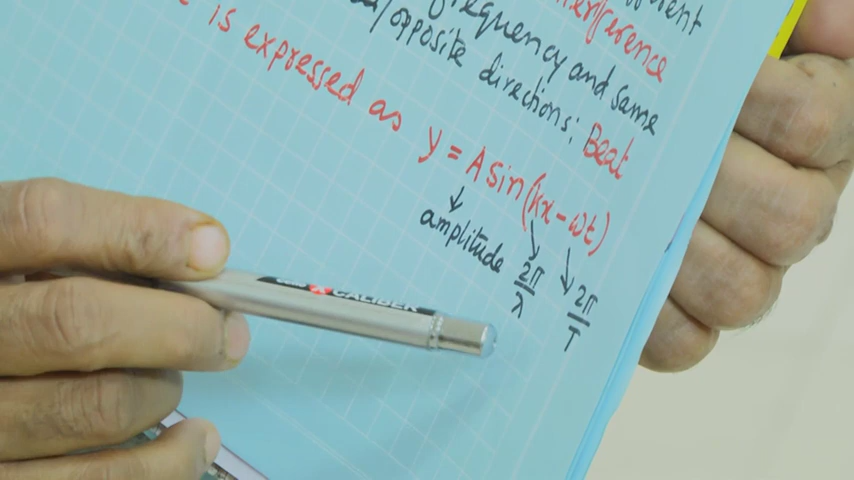 interference
frequency and same
opposite directions: Beat
is expressed as y = A sin(kx-ωt)
↓ amplitude
2π/λ
2π/T
CALIBER